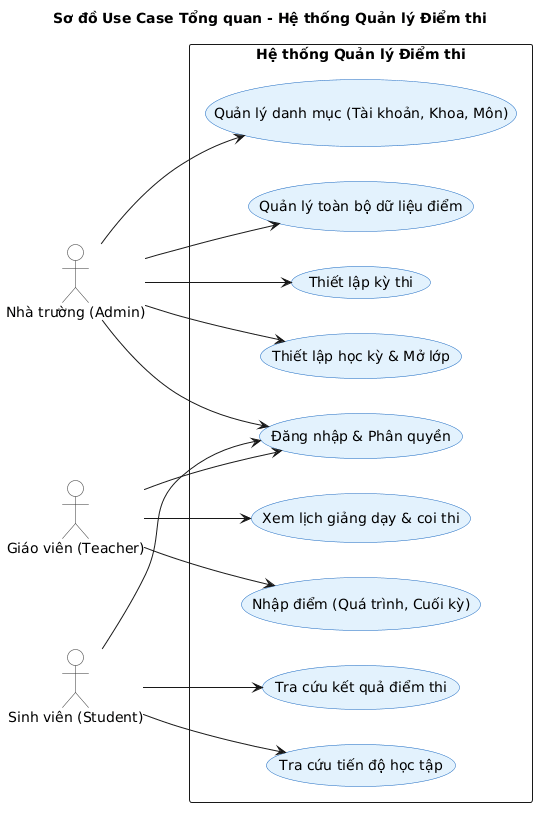 Sơ đồ Use Case Tổng quan - Hệ thống Quản lý Điểm thi
Hệ thống Quản lý Điểm thi
Quản lý danh mục (Tài khoản, Khoa, Môn)
Quản lý toàn bộ dữ liệu điểm
Thiết lập kỳ thi
Nhà trường (Admin)
Thiết lập học kỳ & Mở lớp
Đăng nhập & Phân quyền
Xem lịch giảng dạy & coi thi
Giáo viên (Teacher)
Nhập điểm (Quá trình, Cuối kỳ)
Tra cứu kết quả điểm thi
Sinh viên (Student)
Tra cứu tiến độ học tập